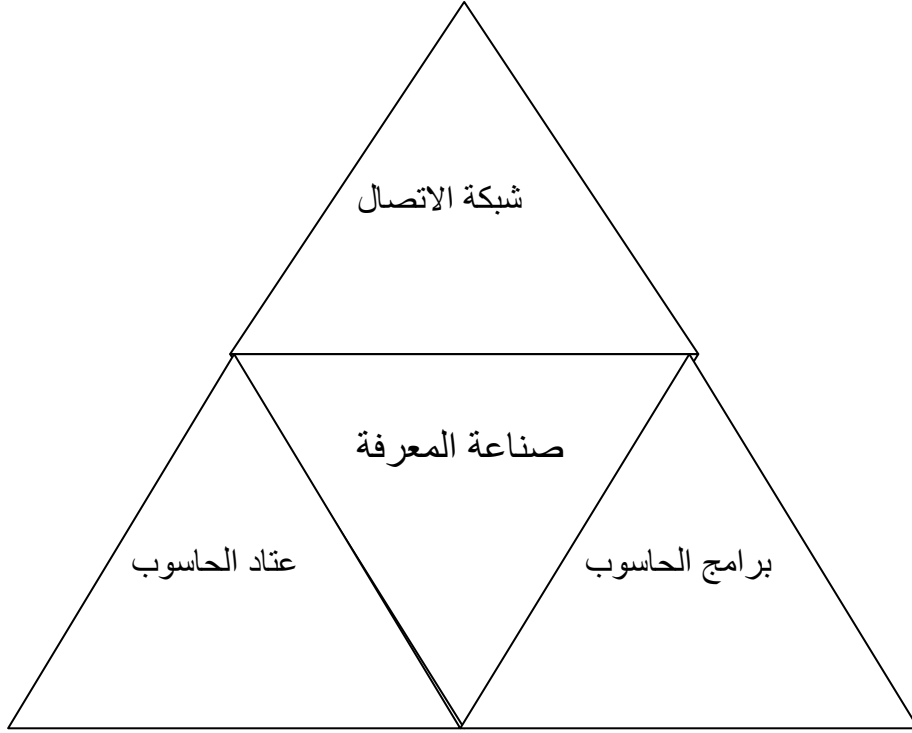 شبكة الاتصال
صناعة المعرفة
برامج الحاسوب
عتاد الحاسوب